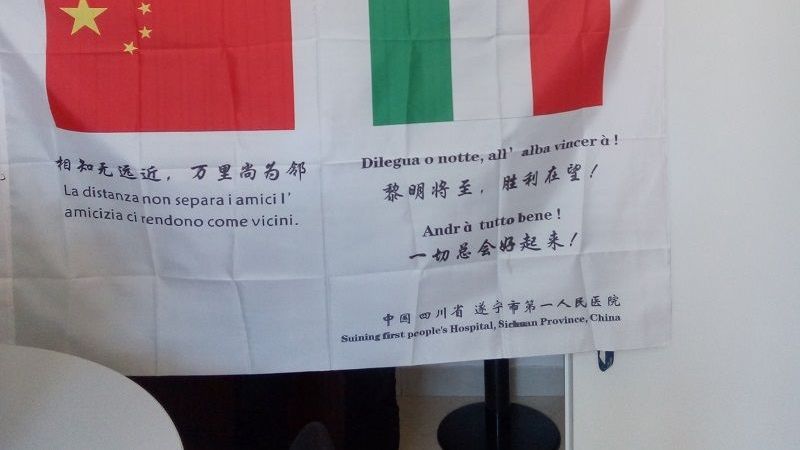 相知无远近，万里尚为邻
La distanza non separa i amici l'
amicizia ci rendono come vicini.
Dilegua o notte, all' alba vincer à !
黎明将至，胜利在望！
Andr à tutto bene !
一切总会好起来！
中国 四川省 遂宁市第一人民医院
Suining first people's Hospital, Sichuan Province, China